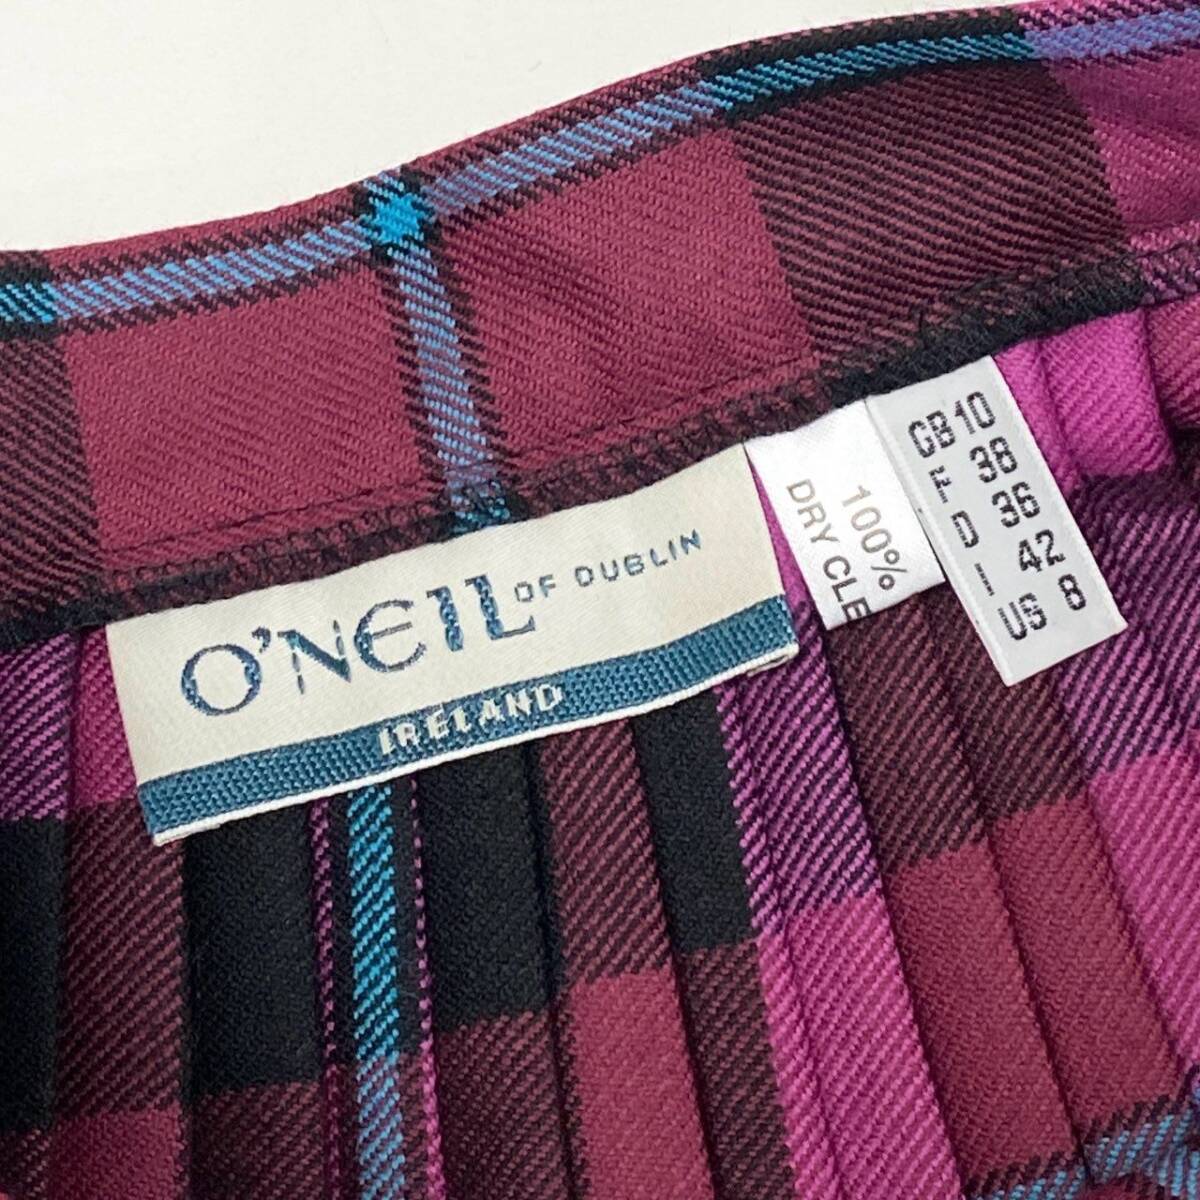 O'NEIL OF DUBLIN
IRELAND
100%
DRY CLE
GB 10
F 38
D 36
I 42
US 8